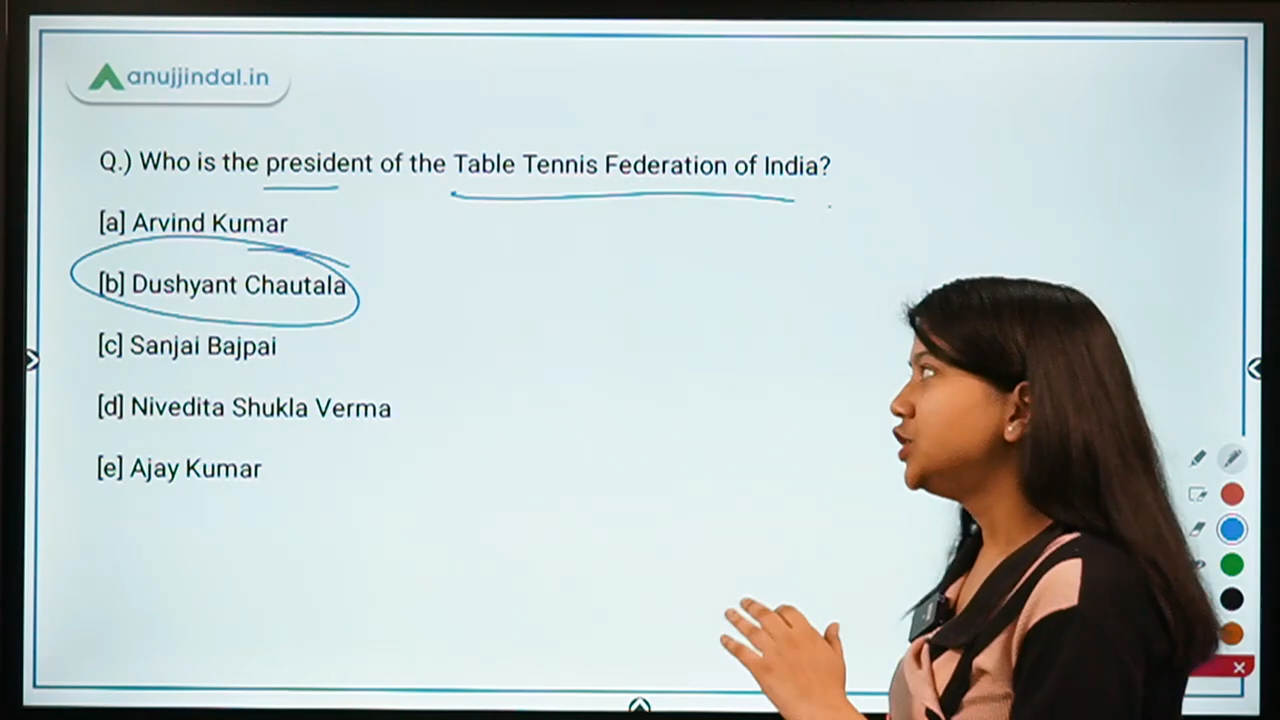 anujjindal.in
Q.) Who is the president of the Table Tennis Federation of India?
[a] Arvind Kumar
[b] Dushyant Chautala
[c] Sanjai Bajpai
[d] Nivedita Shukla Verma
[e] Ajay Kumar